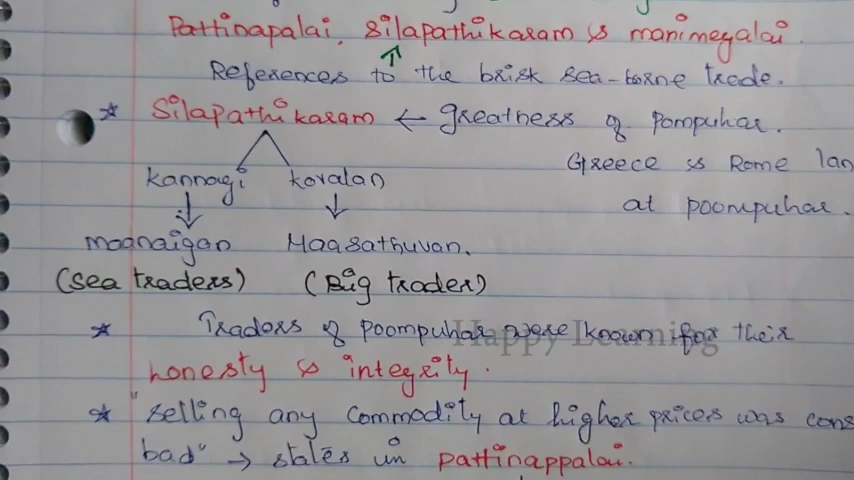 Pattinapalai, silapathikaram & manimegalai.
References to the brisk sea-borne trade.
* Silapathikaram ← greatness of Pompuhar.
Greece & Rome lan
kannagi kovalan
at poompuhar.
maanaigan Maasathuvan.
(sea traders) (Big trader)
* Traders of poompuhar were known for their
Happy Learning
honesty & integrity.
* "selling any commodity at higher prices was cons
bad" → states in pattinappalai.